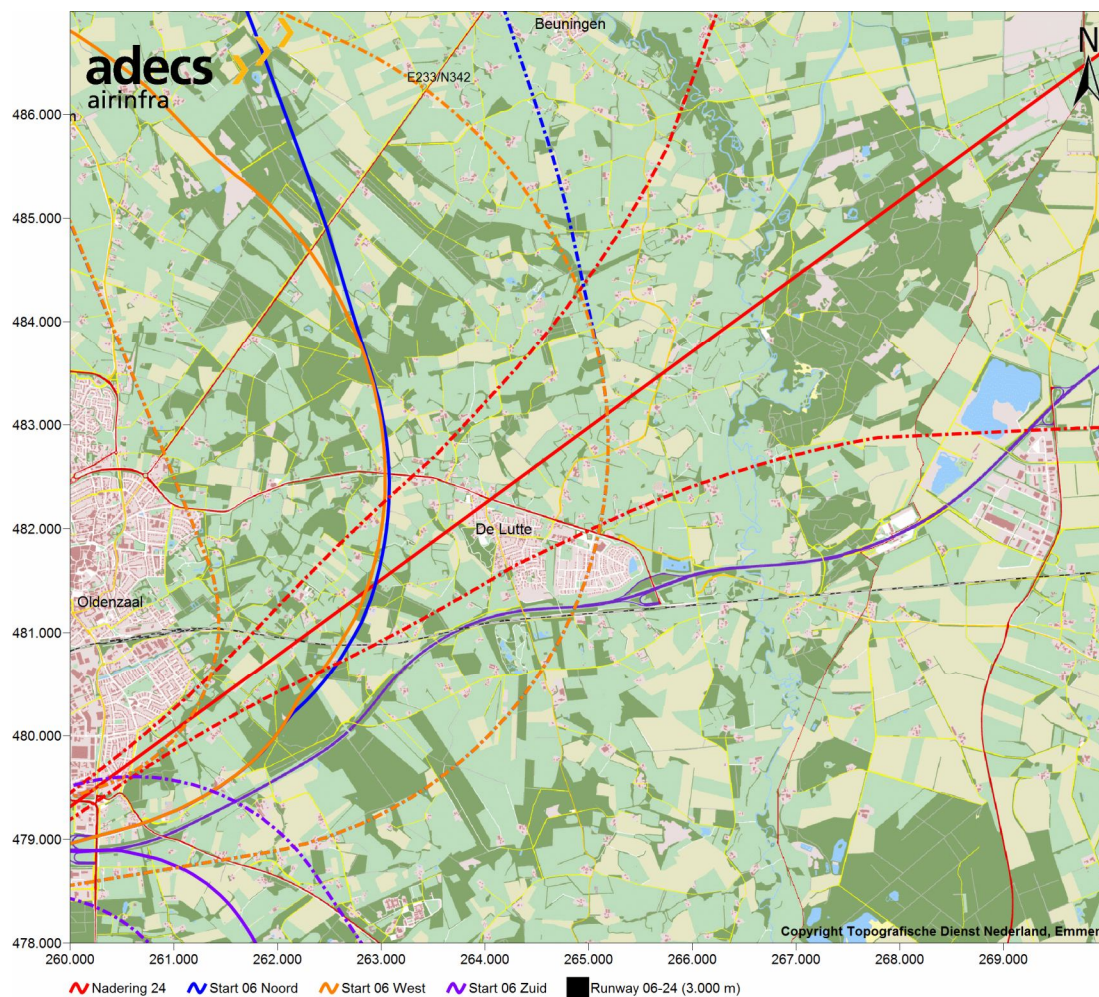 Beuningen
adecs
airinfra
N
E233/N342
n
486.000
485.000
484.000
483.000
482.000
481.000
480.000
479.000
478.000
De Lutte
Oldenzaal
Copyright Topografische Dienst Nederland, Emmer
260.000 261.000 262.000 263.000 264.000 265.000 266.000 267.000 268.000 269.000
Nadering 24 Start 06 Noord Start 06 West Start 06 Zuid Runway 06-24 (3.000 m)